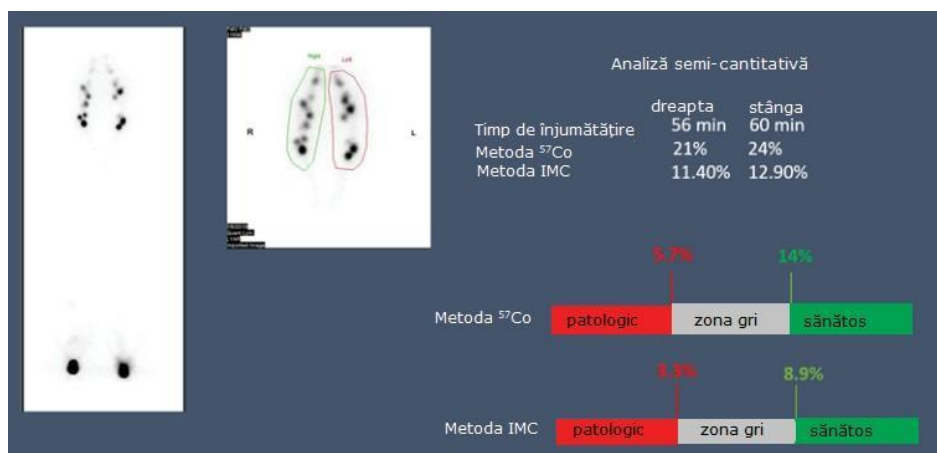 Right
Left
R
L
Analiză semi-cantitativă
dreapta stânga
Timp de înjumătățire 56 min 60 min
Metoda ⁵⁷Co 21% 24%
Metoda IMC 11.40% 12.90%
5.7% 14%
Metoda ⁵⁷Co patologic zona gri sănătos
3.3% 8.9%
Metoda IMC patologic zona gri sănătos